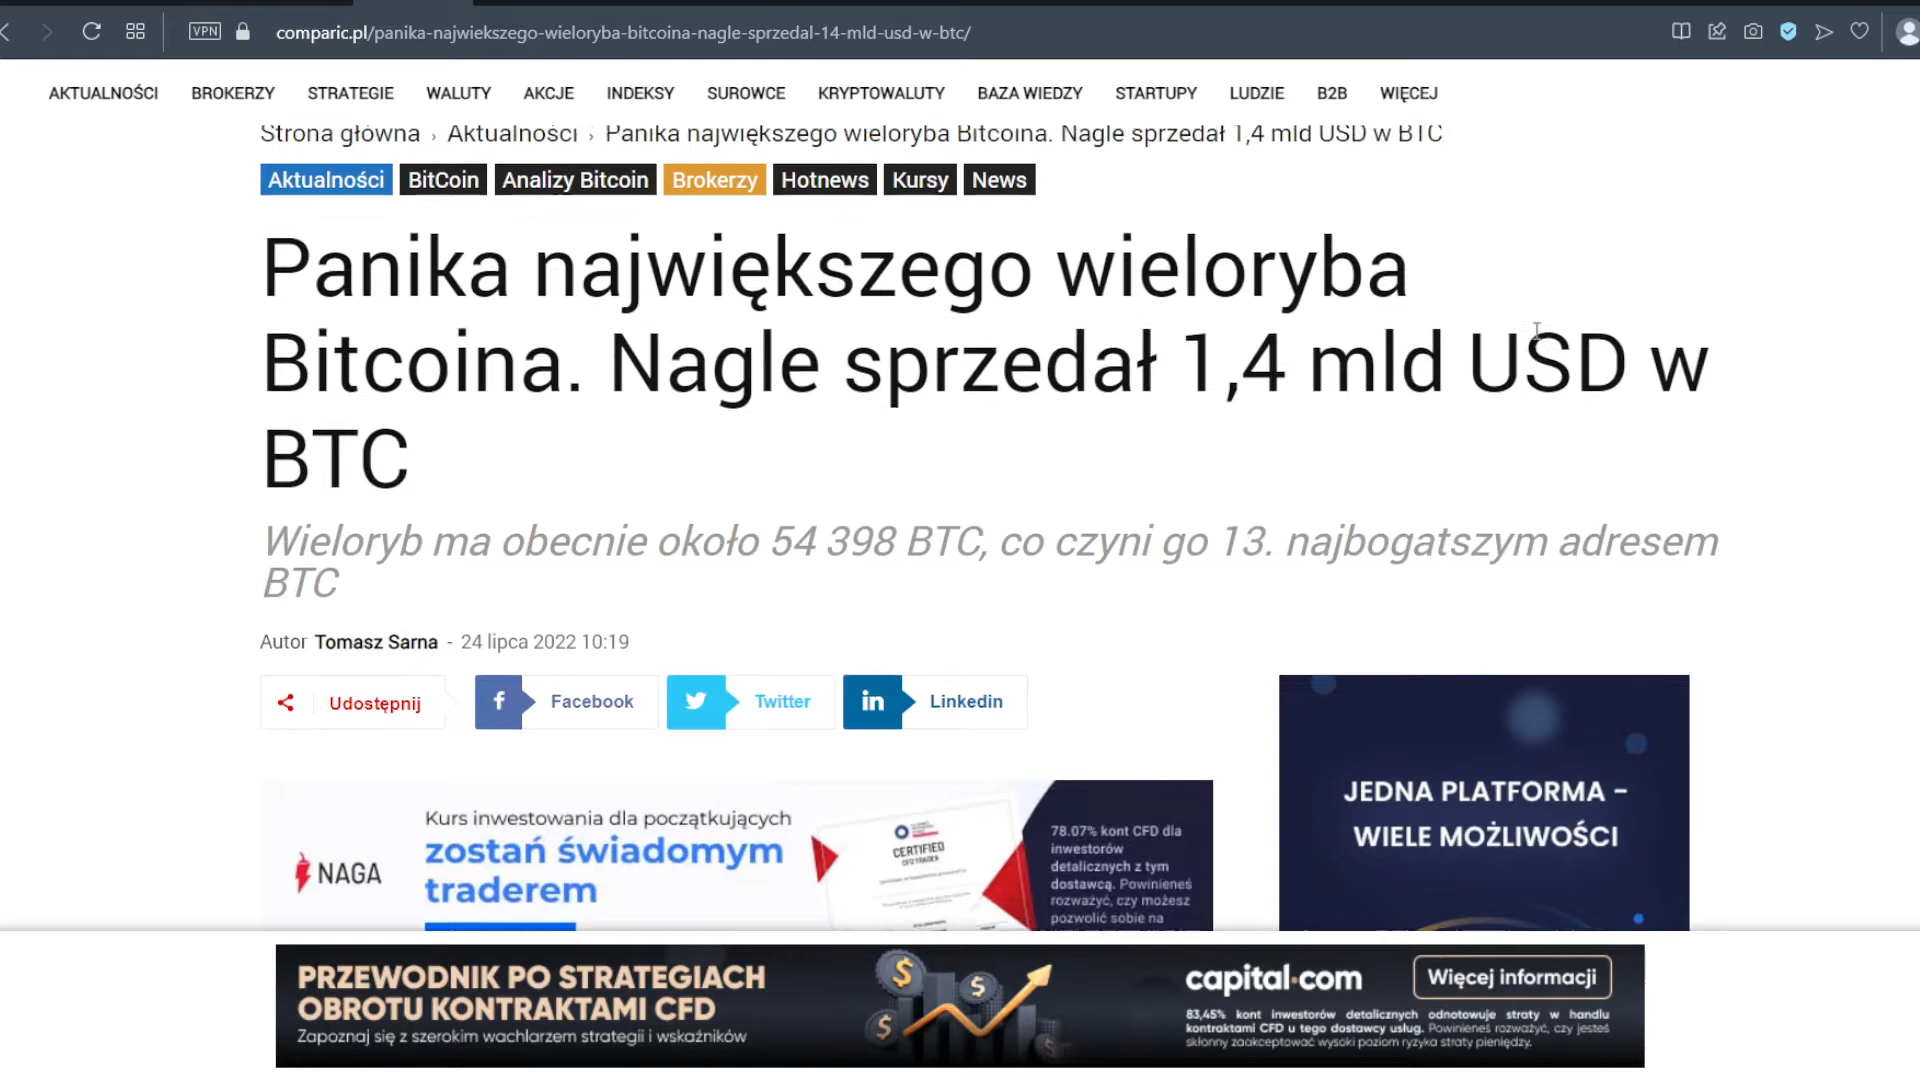 VPN comparic.pl/panika-najwiekszego-wieloryba-bitcoina-nagle-sprzedal-14-mld-usd-w-btc/
AKTUALNOŚCI BROKERZY STRATEGIE WALUTY AKCJE INDEKSY SUROWCE KRYPTOWALUTY BAZA WIEDZY STARTUPY LUDZIE B2B WIĘCEJ
Strona główna › Aktualności › Panika największego wieloryba Bitcoina. Nagle sprzedał 1,4 mld USD w BTC
Aktualności BitCoin Analizy Bitcoin Brokerzy Hotnews Kursy News
Panika największego wieloryba
Bitcoina. Nagle sprzedał 1,4 mld USD w
BTC
Wieloryb ma obecnie około 54 398 BTC, co czyni go 13. najbogatszym adresem
BTC
Autor Tomasz Sarna - 24 lipca 2022 10:19
Udostępnij Facebook Twitter Linkedin
NAGA
Kurs inwestowania dla początkujących
zostań świadomym
traderem
CERTIFIED
CFD TRADER
78.07% kont CFD dla
inwestorów
detalicznych z tym
dostawcą. Powinieneś
rozważyć, czy możesz
pozwolić sobie na
JEDNA PLATFORMA -
WIELE MOŻLIWOŚCI
PRZEWODNIK PO STRATEGIACH
OBROTU KONTRAKTAMI CFD
Zapoznaj się z szerokim wachlarzem strategii i wskaźników
capital.com
Więcej informacji
83,45% kont inwestorów detalicznych odnotowuje straty w handlu
kontraktami CFD u tego dostawcy usług. Powinieneś rozważyć, czy jesteś
skłonny zaakceptować wysoki poziom ryzyka straty pieniędzy.